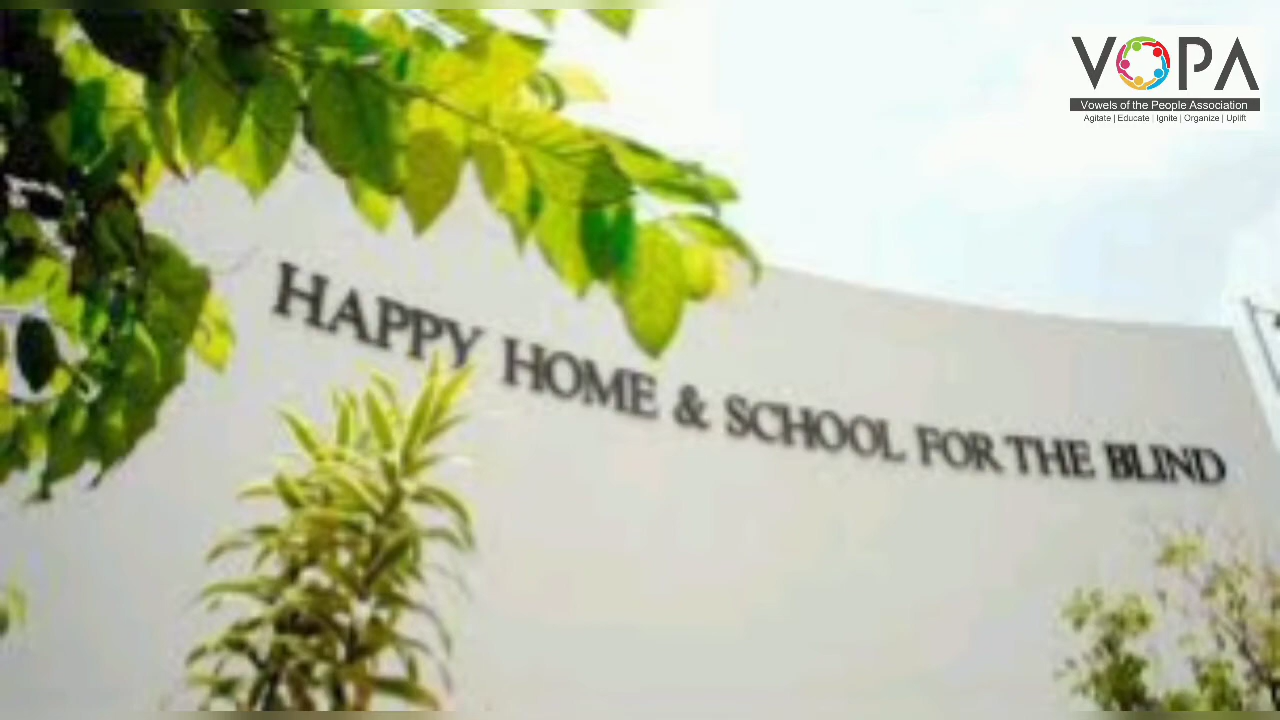 VOPA
Vowels of the People Association
Agitate | Educate | Ignite | Organize | Uplift
HAPPY HOME & SCHOOL FOR THE BLIND